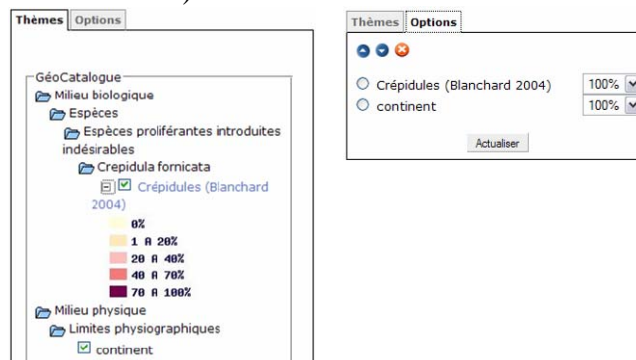 Thèmes Options
GéoCatalogue
Milieu biologique
Espèces
Espèces proliférantes introduites
indésirables
Crepidula fornicata
Crépidules (Blanchard
2004)
0%
1 A 20%
20 A 40%
40 A 70%
70 A 100%
Milieu physique
Limites physiographiques
continent
Thèmes Options
Crépidules (Blanchard 2004) 100%
continent 100%
Actualiser